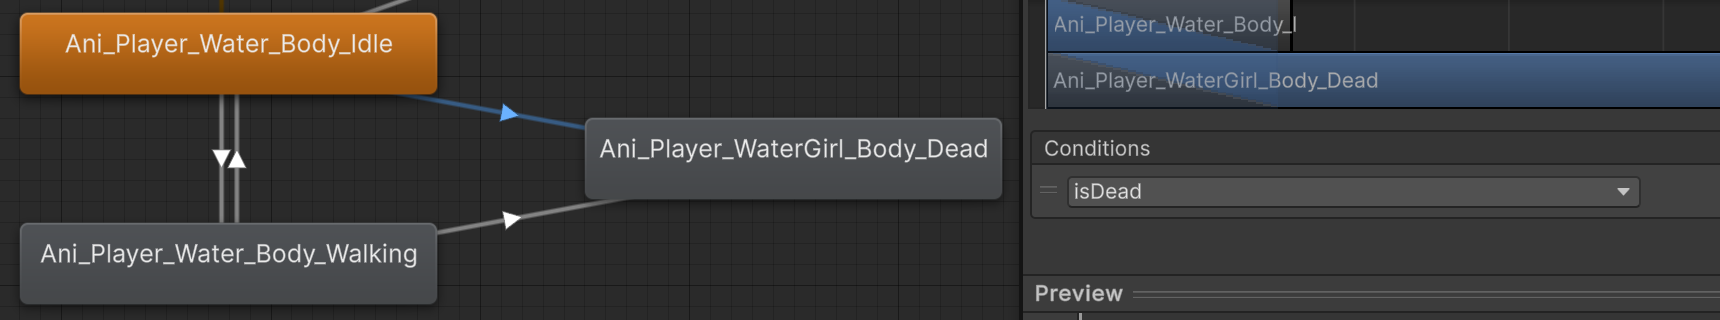 Ani_Player_Water_Body_Idle
Ani_Player_WaterGirl_Body_Dead
Ani_Player_Water_Body_Walking
Ani_Player_Water_Body_I
Ani_Player_WaterGirl_Body_Dead
Conditions
isDead
Preview